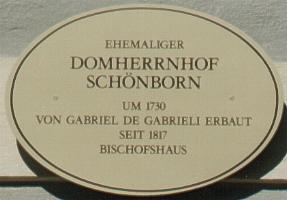 EHEMALIGER
DOMHERRNHOF
SCHÖNBORN
UM 1730
VON GABRIEL DE GABRIELI ERBAUT
SEIT 1817
BISCHOFSHAUS